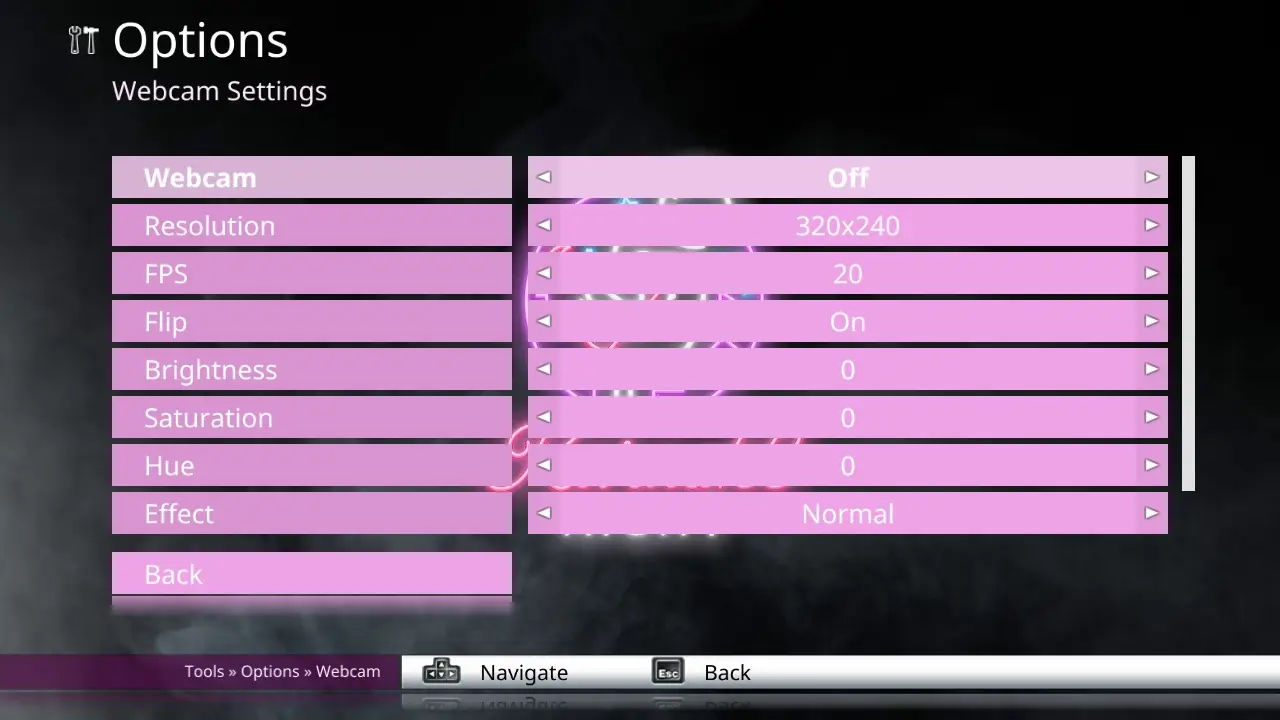 Options
Webcam Settings
Webcam Off
Resolution 320x240
FPS 20
Flip On
Brightness 0
Saturation 0
Hue 0
Effect Normal
Back
Tools » Options » Webcam
Esc
Navigate Back